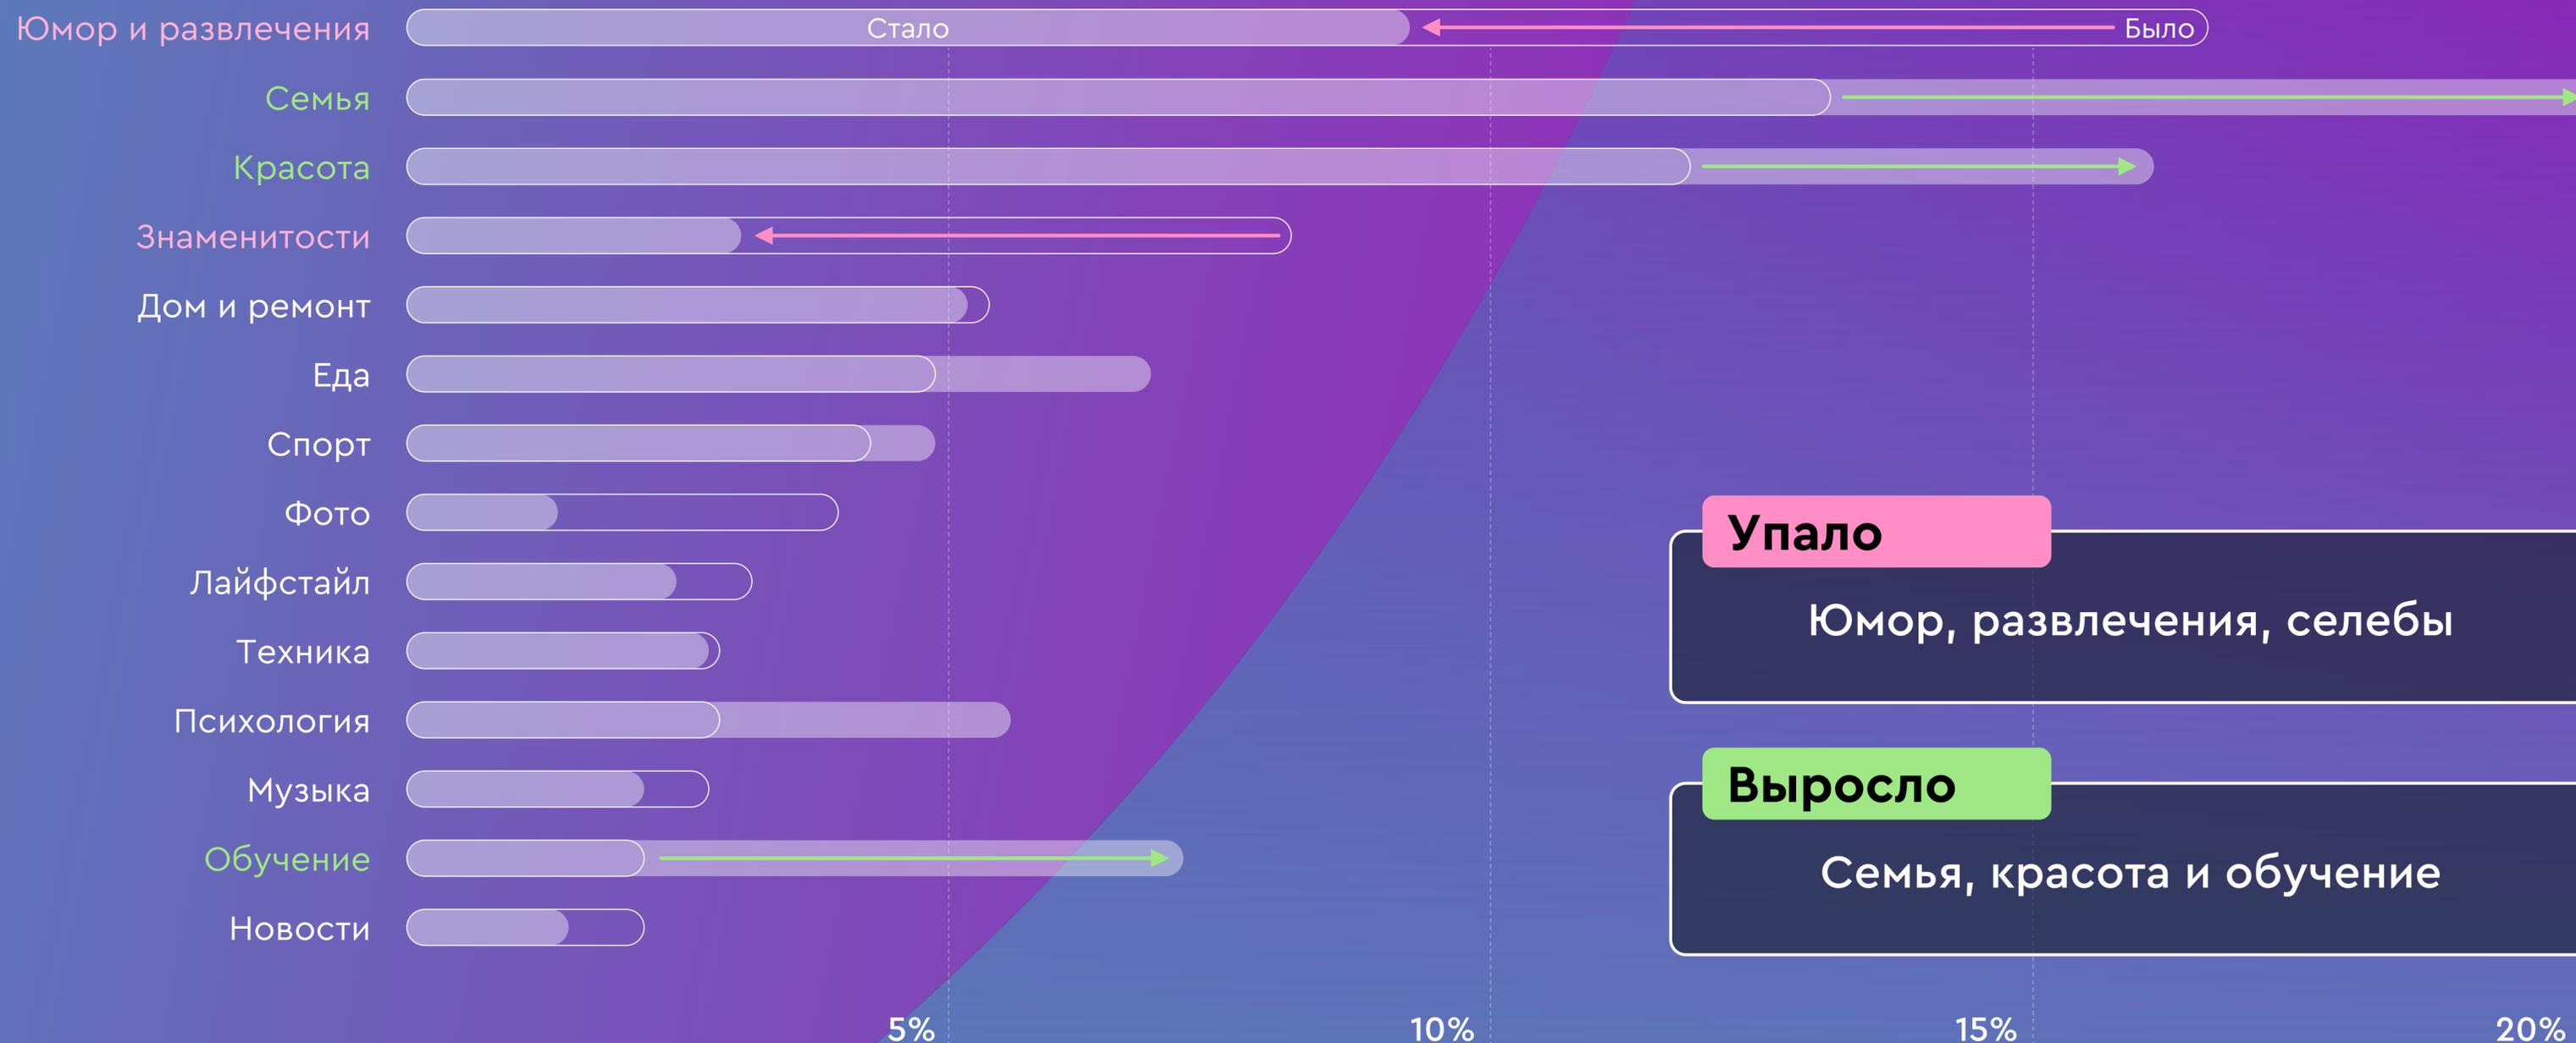 Юмор и развлечения
Стало
Было
Семья
Красота
Знаменитости
Дом и ремонт
Еда
Спорт
Фото
Лайфстайл
Техника
Психология
Музыка
Обучение
Новости
Упало
Юмор, развлечения, селебы
Выросло
Семья, красота и обучение
5%
10%
15%
20%